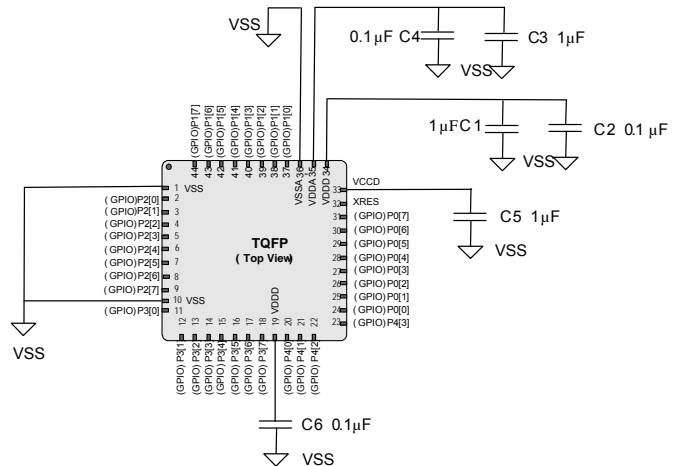 VSS
0.1 µF C4
C3 1µF
VSS
1µFC1
C2 0.1 µF
VSS
44 (GPIO)P1[7]
43 (GPIO)P1[6]
42 (GPIO)P1[5]
41 (GPIO)P1[4]
40 (GPIO)P1[3]
39 (GPIO)P1[2]
38 (GPIO)P1[1]
37 (GPIO)P1[0]
VSSA 36
VDDA 35
VDDD 34
1 VSS
(GPIO)P2[0] 2
(GPIO)P2[1] 3
(GPIO)P2[2] 4
(GPIO)P2[3] 5
(GPIO)P2[4] 6
(GPIO)P2[5] 7
(GPIO)P2[6] 8
(GPIO)P2[7] 9
10 VSS
(GPIO)P3[0] 11
TQFP
( Top View)
33 VCCD
32 XRES
31 (GPIO)P0[7]
30 (GPIO)P0[6]
29 (GPIO)P0[5]
28 (GPIO)P0[4]
27 (GPIO)P0[3]
26 (GPIO)P0[2]
25 (GPIO)P0[1]
24 (GPIO)P0[0]
23 (GPIO)P4[3]
C5 1µF
VSS
VSS
12 (GPIO) P3[1]
13 (GPIO) P3[2]
14 (GPIO) P3[3]
15 (GPIO) P3[4]
16 (GPIO) P3[5]
17 (GPIO) P3[6]
18 (GPIO) P3[7]
19 VDDD
20 (GPIO) P4[0]
21 (GPIO) P4[1]
22 (GPIO) P4[2]
C6 0.1µF
VSS